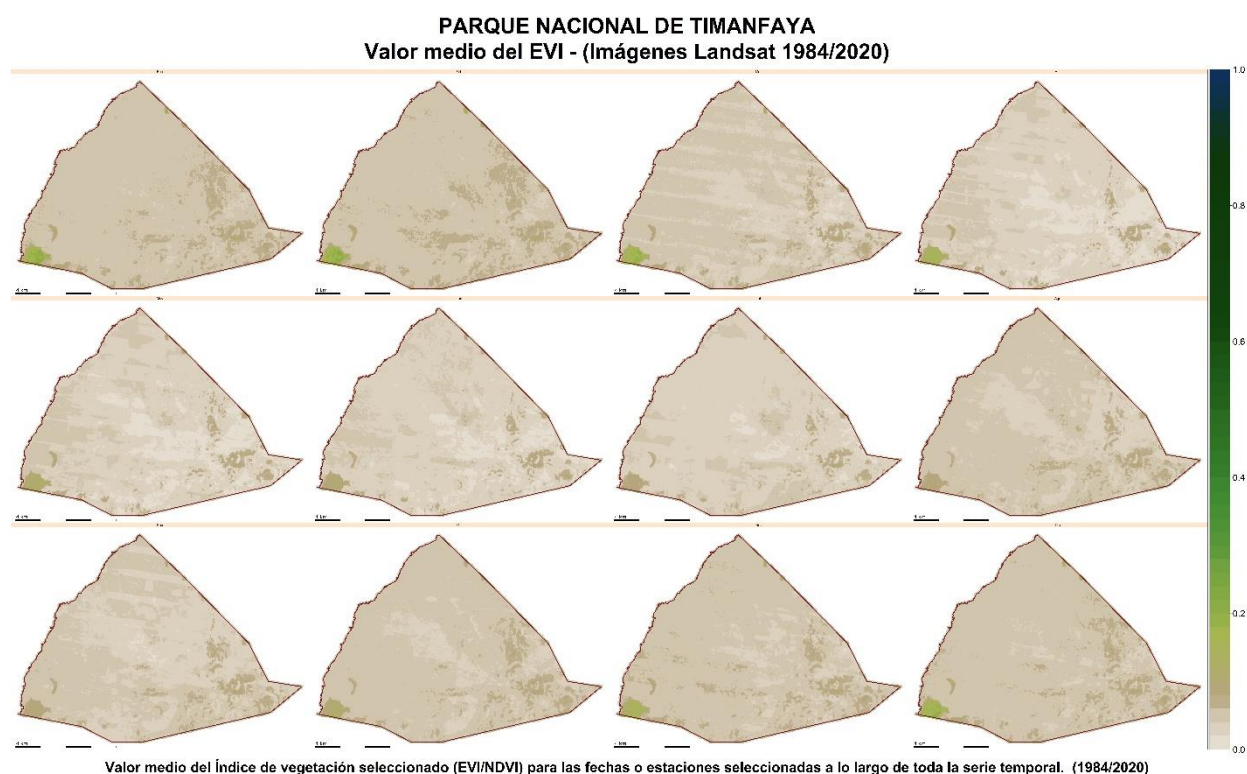 PARQUE NACIONAL DE TIMANFAYA
Valor medio del EVI - (Imágenes Landsat 1984/2020)
1.0
0.8
0.6
0.4
0.2
0.0
Valor medio del Índice de vegetación seleccionado (EVI/NDVI) para las fechas o estaciones seleccionadas a lo largo de toda la serie temporal. (1984/2020)